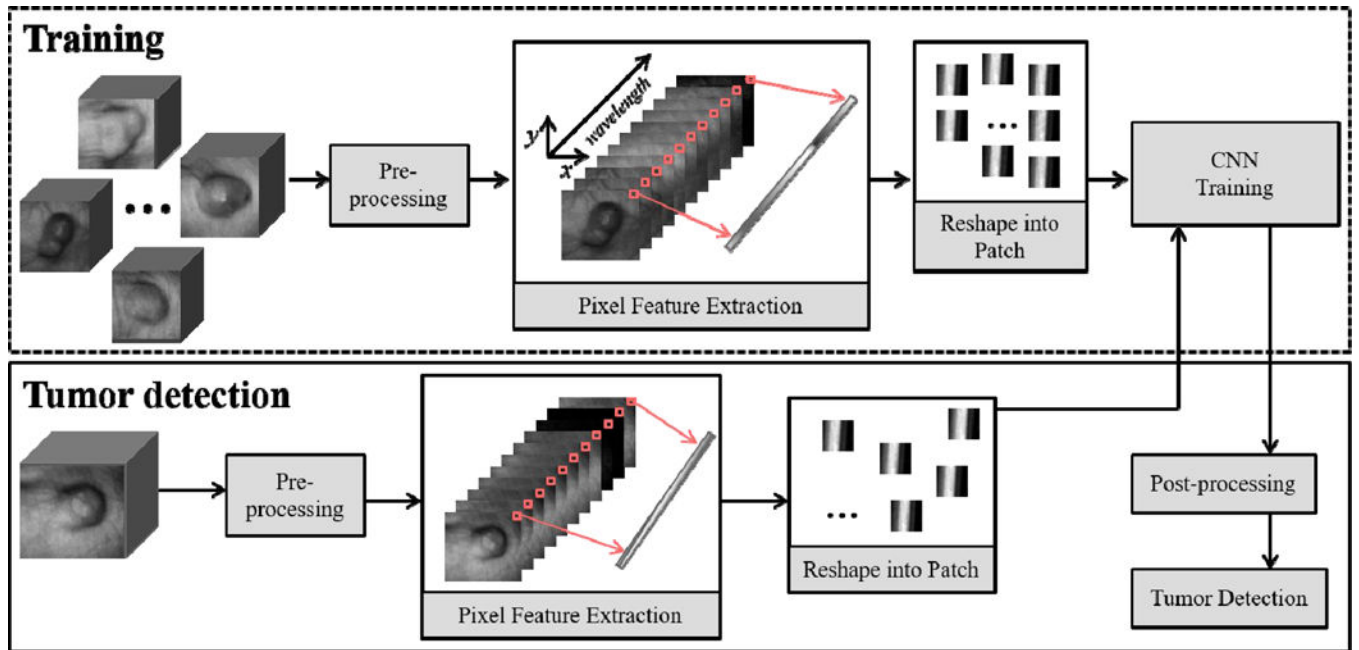 Training
Pre-
processing
y
x
wavelength
Pixel Feature Extraction
Reshape into
Patch
CNN
Training
Tumor detection
Pre-
processing
Pixel Feature Extraction
Reshape into Patch
Post-processing
Tumor Detection